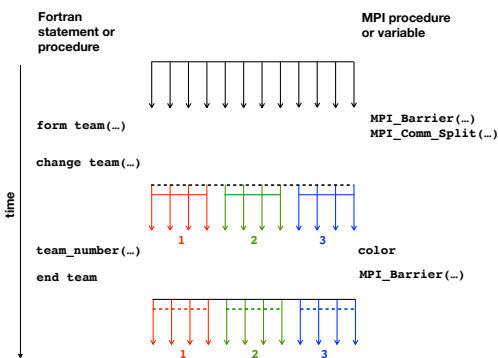 Fortran
statement or
procedure
MPI procedure
or variable
form team(…)
MPI_Barrier(…)
MPI_Comm_Split(…)
change team(…)
time
1 2 3
team_number(…) color
end team MPI_Barrier(…)
1 2 3